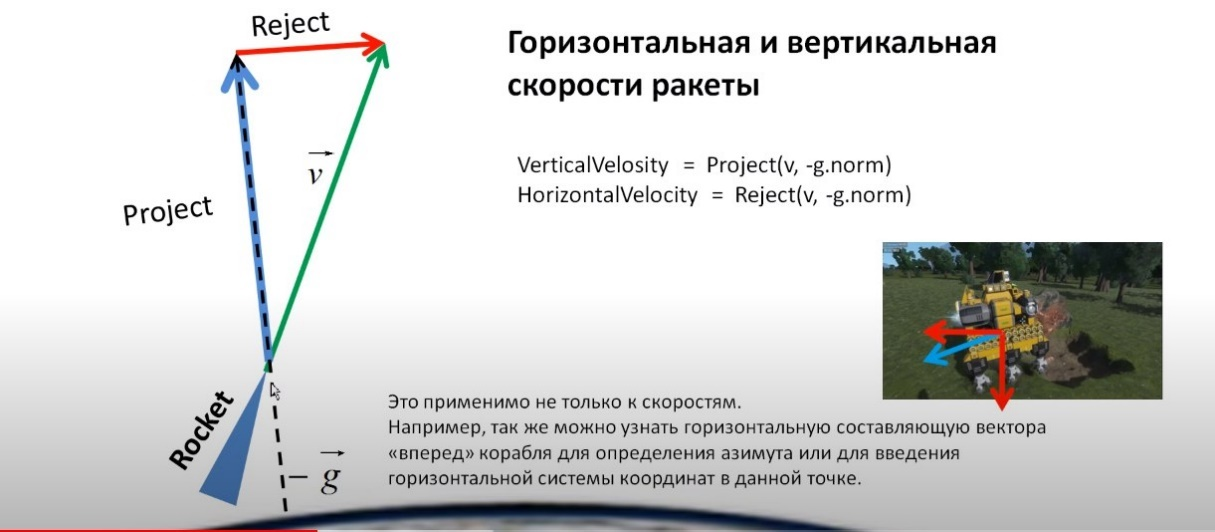 Reject
Горизонтальная и вертикальная
скорости ракеты
v
VerticalVelosity = Project(v, -g.norm)
HorizontalVelocity = Reject(v, -g.norm)
Project
Rocket
Это применимо не только к скоростям.
Например, так же можно узнать горизонтальную составляющую вектора
«вперед» корабля для определения азимута или для введения
горизонтальной системы координат в данной точке.
− g